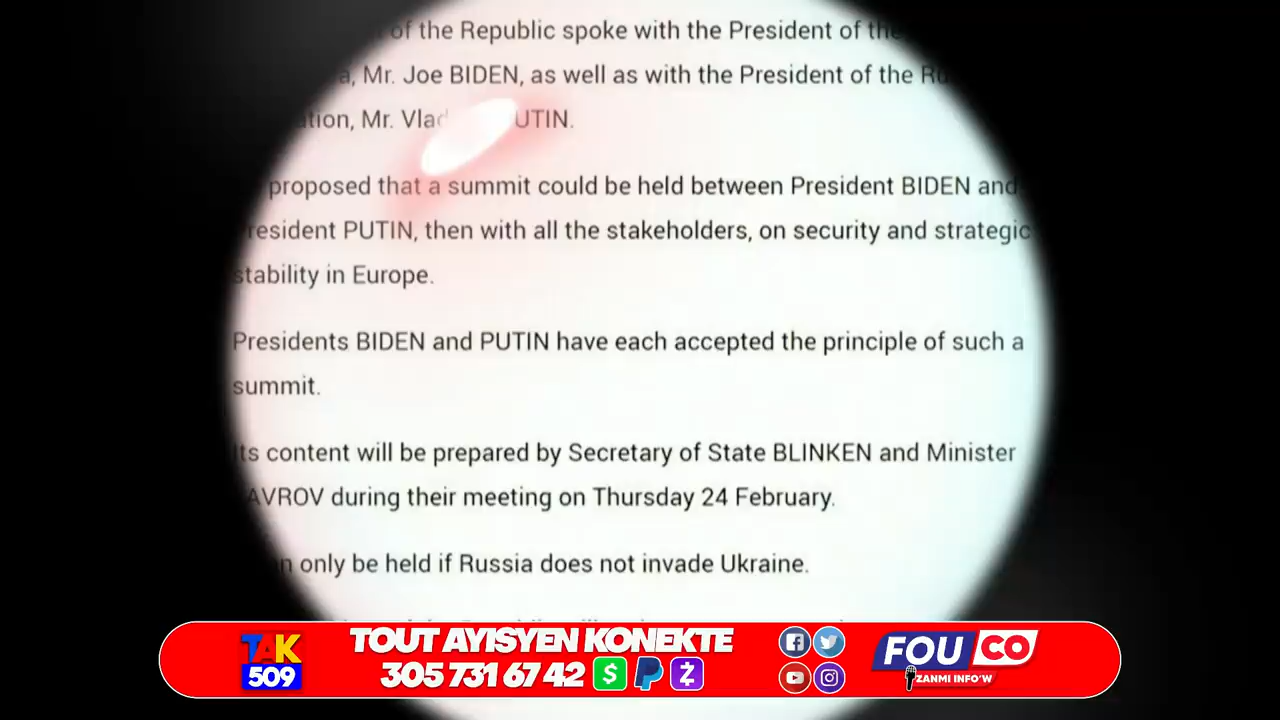 of the Republic spoke with the President of the
Mr. Joe BIDEN, as well as with the President of the
Mr. UTIN.
proposed that a summit could be held between President BIDEN and
resident PUTIN, then with all the stakeholders, on security and strategic
stability in Europe.
Presidents BIDEN and PUTIN have each accepted the principle of such a
summit.
Its content will be prepared by Secretary of State BLINKEN and Minister
AVROV during their meeting on Thursday 24 February.
only be held if Russia does not invade Ukraine.
TAK
509
TOUT AYISYEN KONEKTE
305 731 67 42
FOUCO
ZANMI INFO'W